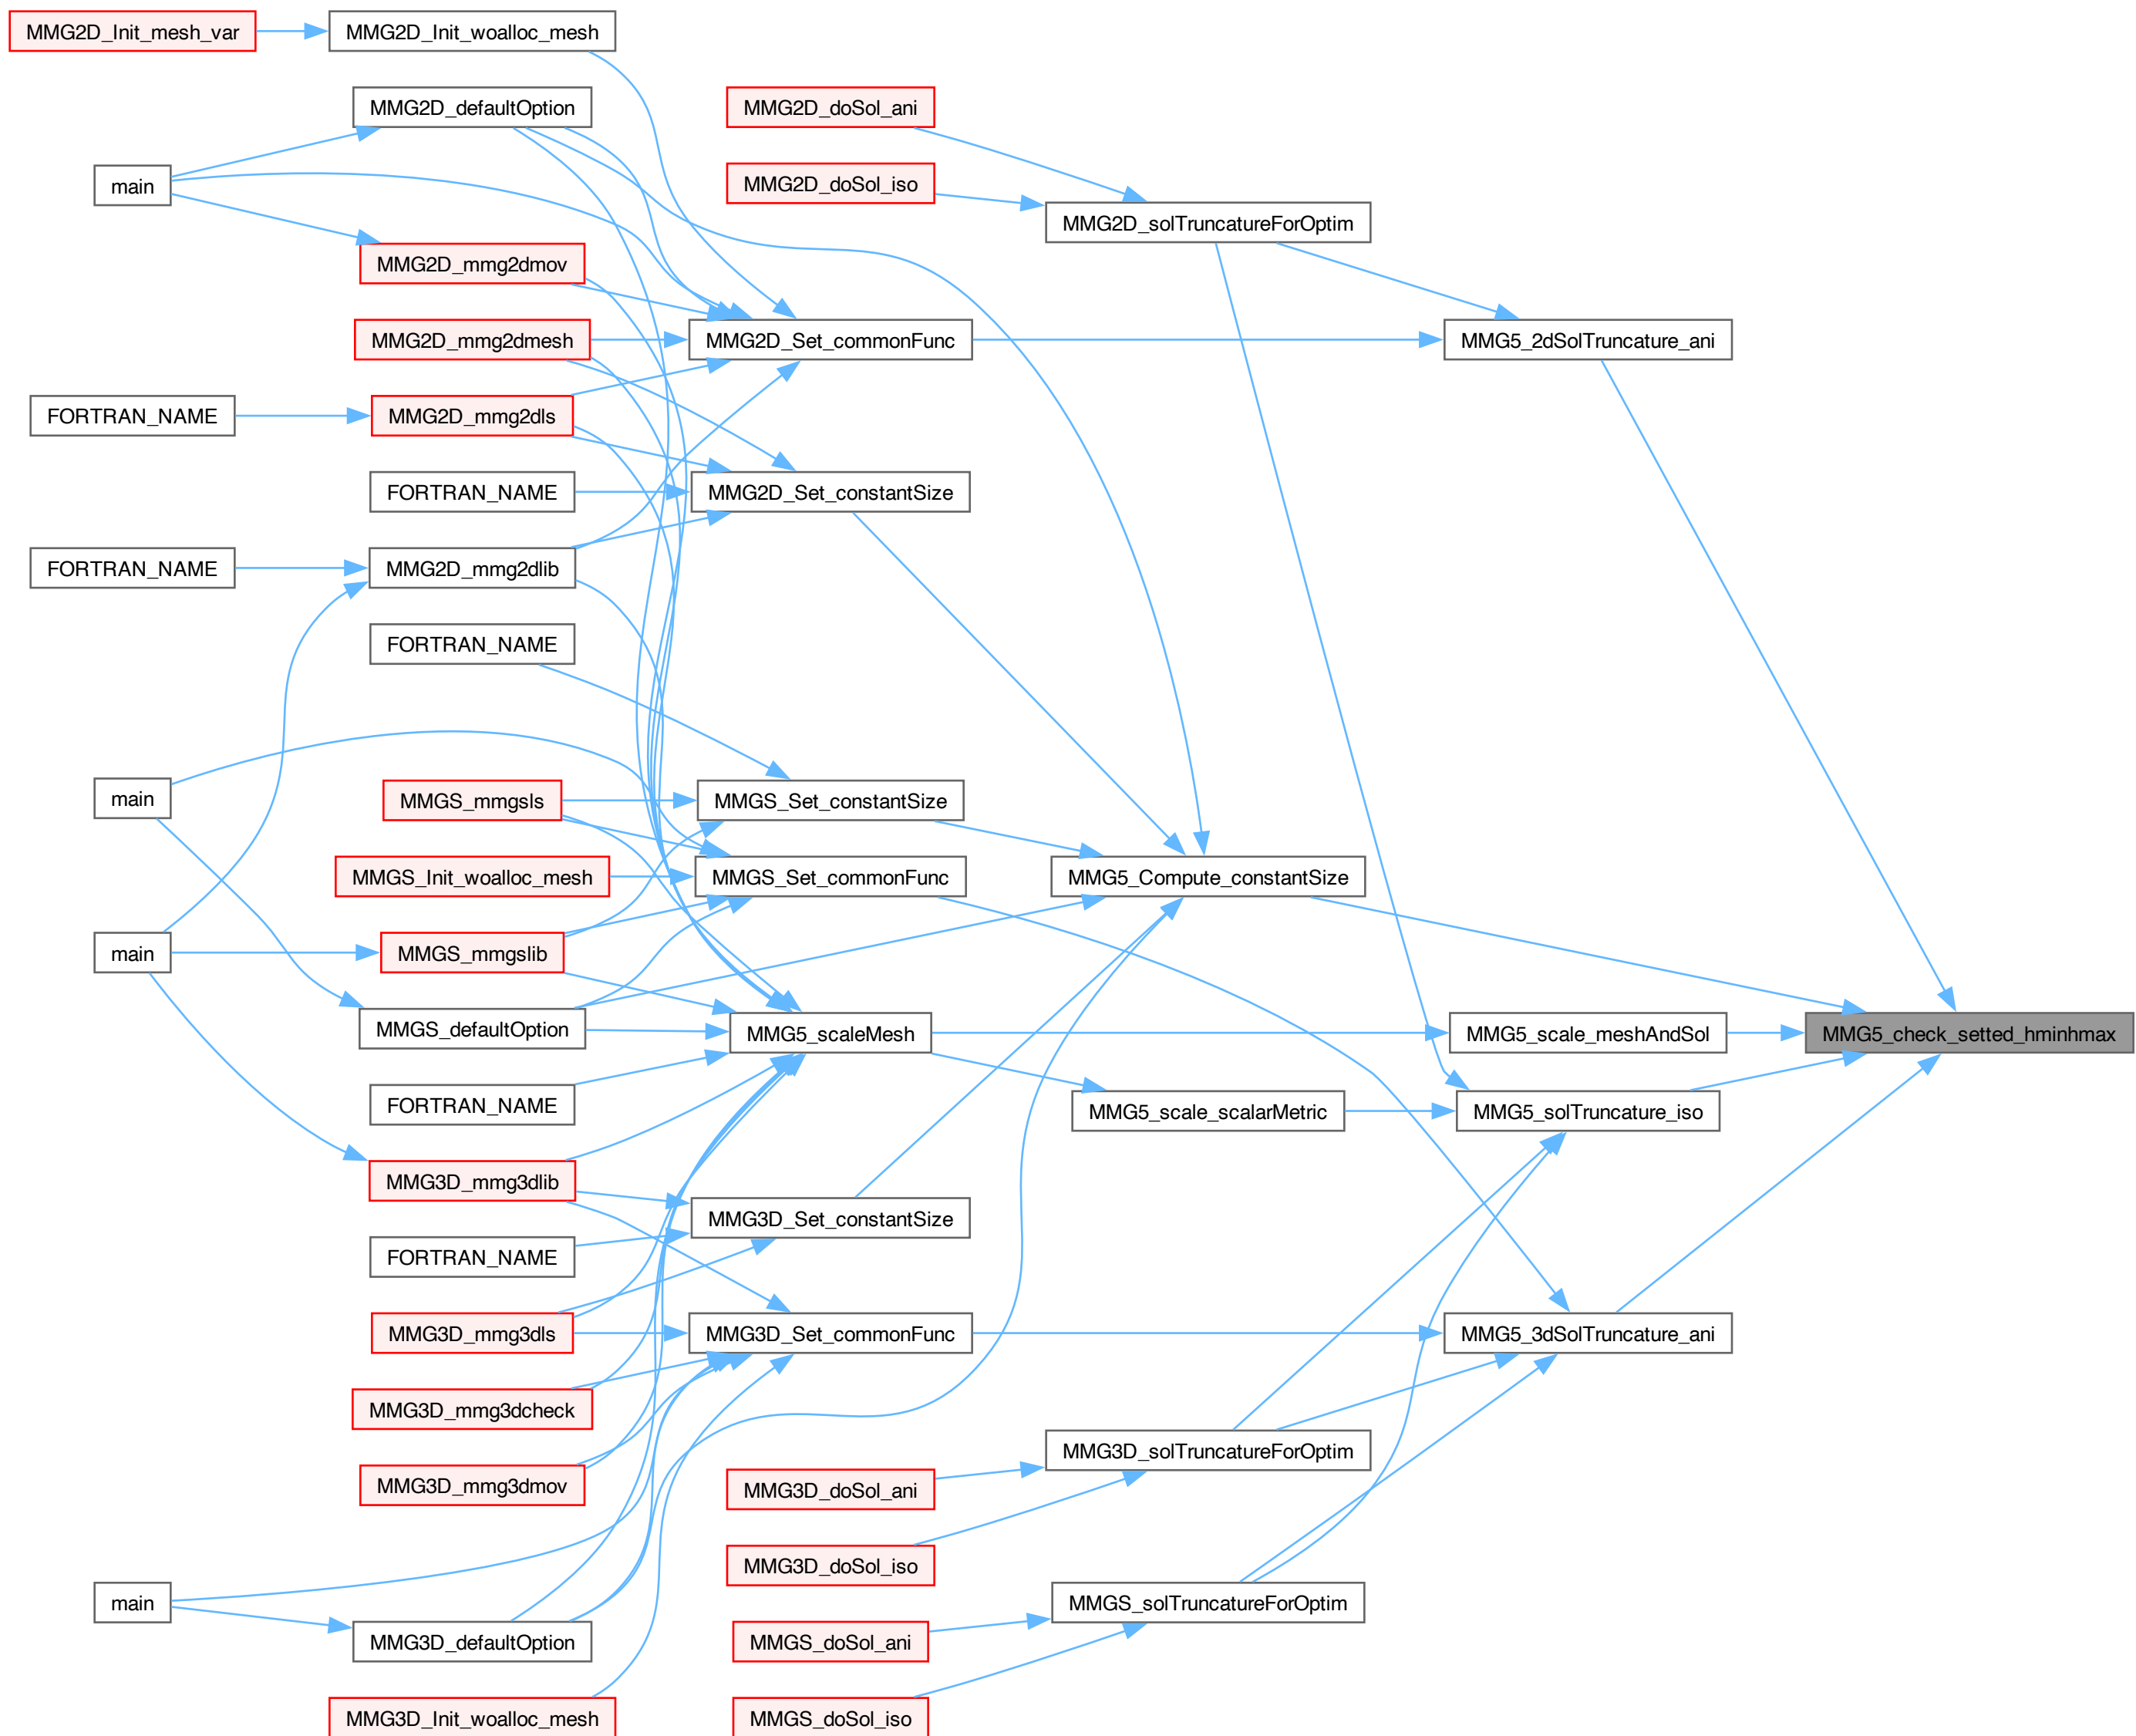 MMG2D_Init_mesh_var
MMG2D_Init_woalloc_mesh
MMG2D_defaultOption
MMG2D_doSol_ani
main
MMG2D_doSol_iso
MMG2D_solTruncatureForOptim
MMG2D_mmg2dmov
MMG2D_mmg2dmesh
MMG2D_Set_commonFunc
MMG5_2dSolTruncature_ani
FORTRAN_NAME
MMG2D_mmg2dls
FORTRAN_NAME
MMG2D_Set_constantSize
FORTRAN_NAME
MMG2D_mmg2dlib
FORTRAN_NAME
main
MMGS_mmgsls
MMGS_Set_constantSize
MMGS_Init_woalloc_mesh
MMGS_Set_commonFunc
MMG5_Compute_constantSize
main
MMGS_mmgslib
MMGS_defaultOption
MMG5_scaleMesh
MMG5_scale_meshAndSol
MMG5_check_setted_hminhmax
FORTRAN_NAME
MMG5_scale_scalarMetric
MMG5_solTruncature_iso
MMG3D_mmg3dlib
MMG3D_Set_constantSize
FORTRAN_NAME
MMG3D_mmg3dls
MMG3D_Set_commonFunc
MMG5_3dSolTruncature_ani
MMG3D_mmg3dcheck
MMG3D_solTruncatureForOptim
MMG3D_mmg3dmov
MMG3D_doSol_ani
MMG3D_doSol_iso
main
MMGS_solTruncatureForOptim
MMG3D_defaultOption
MMGS_doSol_ani
MMG3D_Init_woalloc_mesh
MMGS_doSol_iso